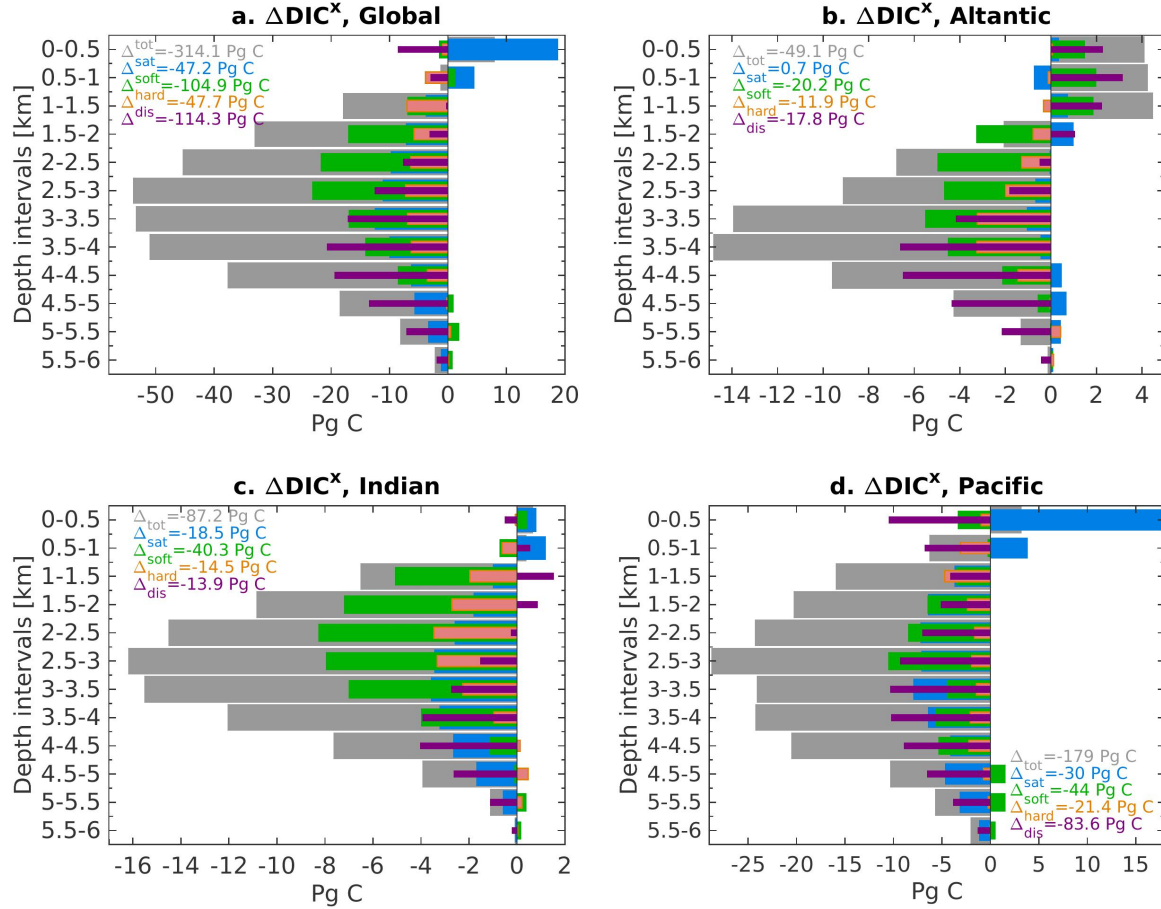 a. ΔDICˣ, Global
Δtot=-314.1 Pg C
Δsat=-47.2 Pg C
Δsoft=-104.9 Pg C
Δhard=-47.7 Pg C
Δdis=-114.3 Pg C
Depth intervals [km]
0-0.5
0.5-1
1-1.5
1.5-2
2-2.5
2.5-3
3-3.5
3.5-4
4-4.5
4.5-5
5-5.5
5.5-6
-50 -40 -30 -20 -10 0 10 20
Pg C
b. ΔDICˣ, Altantic
Δtot=-49.1 Pg C
Δsat=0.7 Pg C
Δsoft=-20.2 Pg C
Δhard=-11.9 Pg C
Δdis=-17.8 Pg C
Depth intervals [km]
0-0.5
0.5-1
1-1.5
1.5-2
2-2.5
2.5-3
3-3.5
3.5-4
4-4.5
4.5-5
5-5.5
5.5-6
-14 -12 -10 -8 -6 -4 -2 0 2 4
Pg C
c. ΔDICˣ, Indian
Δtot=-87.2 Pg C
Δsat=-18.5 Pg C
Δsoft=-40.3 Pg C
Δhard=-14.5 Pg C
Δdis=-13.9 Pg C
Depth intervals [km]
0-0.5
0.5-1
1-1.5
1.5-2
2-2.5
2.5-3
3-3.5
3.5-4
4-4.5
4.5-5
5-5.5
5.5-6
-16 -14 -12 -10 -8 -6 -4 -2 0 2
Pg C
d. ΔDICˣ, Pacific
Depth intervals [km]
0-0.5
0.5-1
1-1.5
1.5-2
2-2.5
2.5-3
3-3.5
3.5-4
4-4.5
4.5-5
5-5.5
5.5-6
Δtot=-179 Pg C
Δsat=-30 Pg C
Δsoft=-44 Pg C
Δhard=-21.4 Pg C
Δdis=-83.6 Pg C
-25 -20 -15 -10 -5 0 5 10 15
Pg C